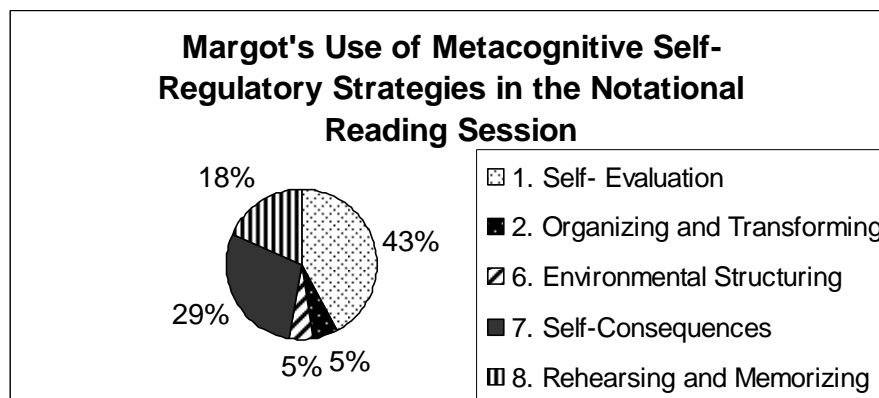 Margot's Use of Metacognitive Self-
Regulatory Strategies in the Notational
Reading Session
18%
43%
29%
5%
5%
1. Self- Evaluation
2. Organizing and Transforming
6. Environmental Structuring
7. Self-Consequences
8. Rehearsing and Memorizing